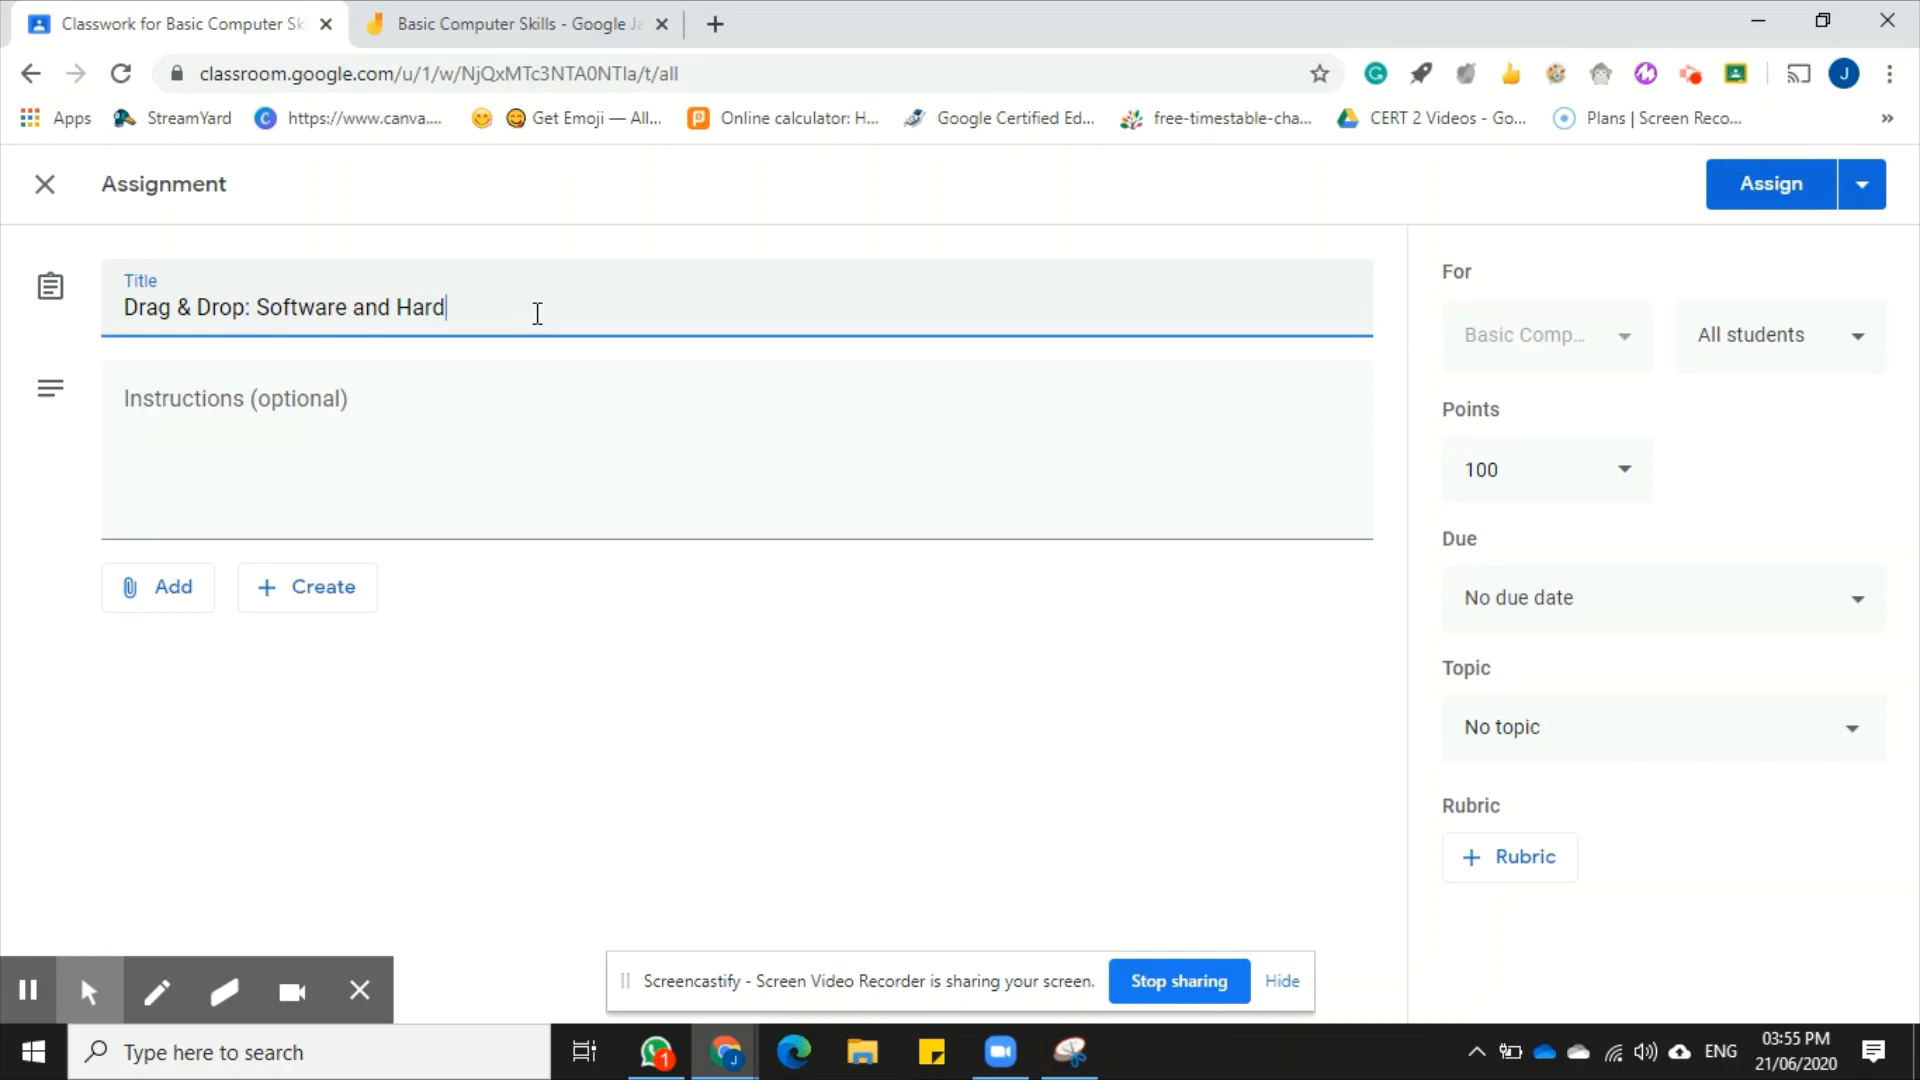 Classwork for Basic Computer Sk
Basic Computer Skills - Google Ja
classroom.google.com/u/1/w/NjQxMTc3NTA0NTIa/t/all
J
Apps
StreamYard
C
https://www.canva....
Get Emoji — All...
Online calculator: H...
Google Certified Ed...
free-timestable-cha...
CERT 2 Videos - Go...
Plans | Screen Reco...
»
Assignment
Assign
Title
Drag & Drop: Software and Hard
Instructions (optional)
Add
Create
For
Basic Comp...
All students
Points
100
Due
No due date
Topic
No topic
Rubric
Rubric
Screencastify - Screen Video Recorder is sharing your screen.
Stop sharing
Hide
Type here to search
1
J
ENG
03:55 PM
21/06/2020